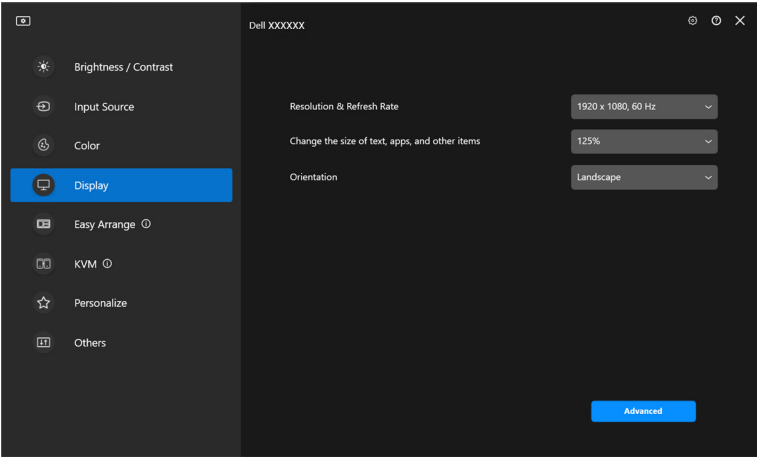 Dell XXXXXX
Brightness / Contrast
Input Source
Color
Display
Easy Arrange
KVM
Personalize
Others
Resolution & Refresh Rate
1920 x 1080, 60 Hz
Change the size of text, apps, and other items
125%
Orientation
Landscape
Advanced